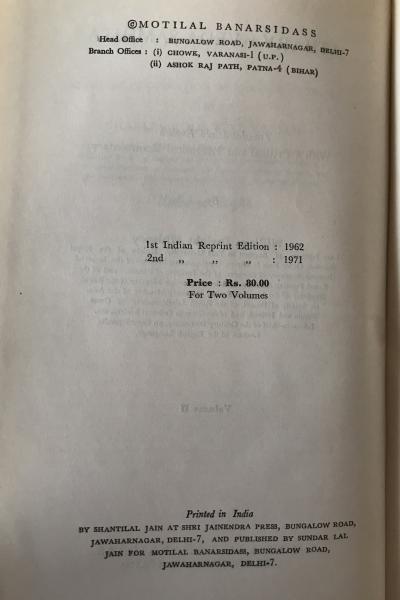 ©MOTILAL BANARSIDASS
Head Office : BUNGALOW ROAD, JAWAHARNAGAR, DELHI-7
Branch Offices : (i) CHOWK, VARANASI-1 (U.P.)
(ii) ASHOK RAJ PATH, PATNA-4 (BIHAR)
1st Indian Reprint Edition : 1962
2nd „ „ „ : 1971
Price : Rs. 80.00
For Two Volumes
Volume II
Printed in India
BY SHANTILAL JAIN AT SHRI JAINENDRA PRESS, BUNGALOW ROAD,
JAWAHARNAGAR, DELHI-7, AND PUBLISHED BY SUNDAR LAL
JAIN FOR MOTILAL BANARSIDASS, BUNGALOW ROAD,
JAWAHARNAGAR, DELHI-7.